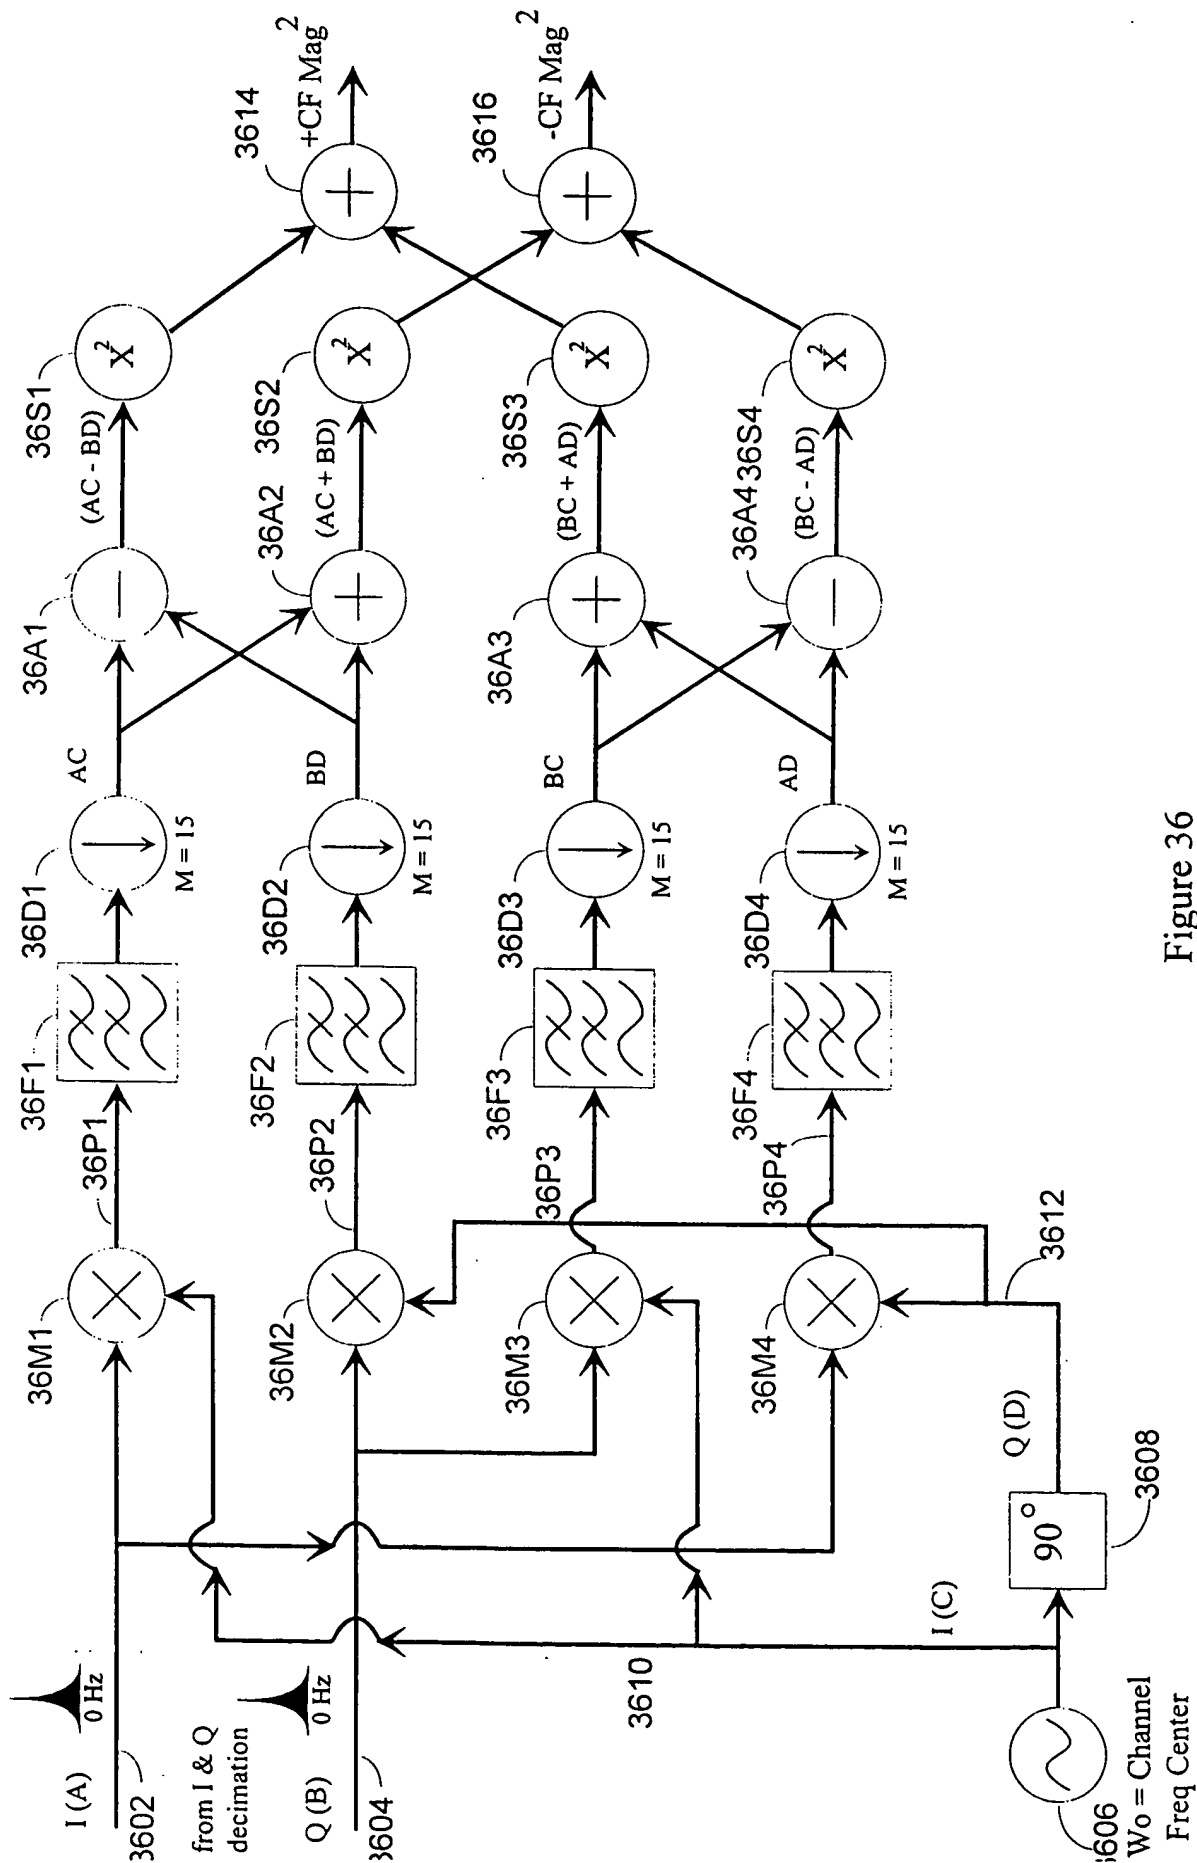 I (A)
0 Hz
3602
from I & Q
decimation
Q (B)
0 Hz
3604
36M1
36P1
36F1
36D1
M = 15
AC
36A1
(AC - BD)
36S1
X2
3614
+CF Mag2
36M2
36P2
36F2
36D2
M = 15
BD
36A2
(AC + BD)
36S2
X2
36M3
36P3
36F3
36D3
M = 15
BC
36A3
(BC + AD)
36S3
X2
3616
-CF Mag2
36M4
36P4
36F4
36D4
M = 15
AD
36A4
(BC - AD)
36S4
X2
3610
I (C)
90°
3608
Q (D)
3612
3606
Wo = Channel
Freq Center
Figure 36